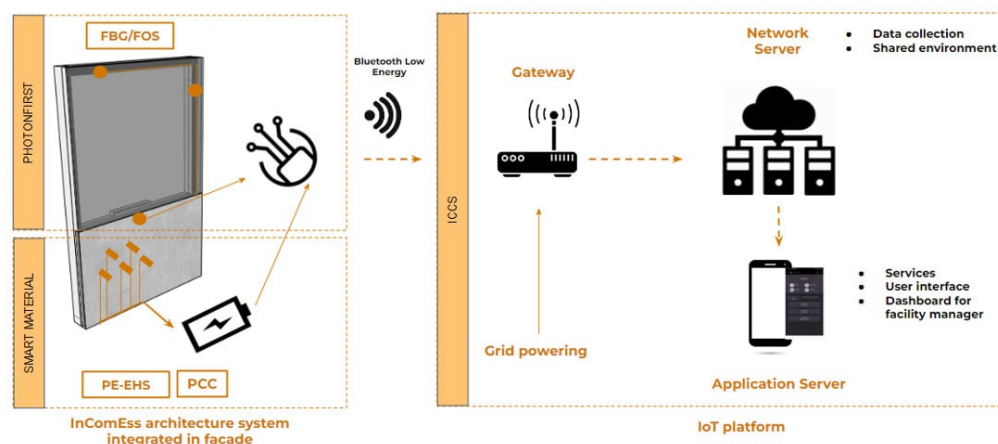 FBG/FOS
PHOTONFIRST
SMART MATERIAL
PE-EHS
PCC
InComEss architecture system
integrated in facade
Bluetooth Low
Energy
ICCS
Gateway
Grid powering
Network
Server
Data collection
Shared environment
Services
User interface
Dashboard for
facility manager
Application Server
IoT platform